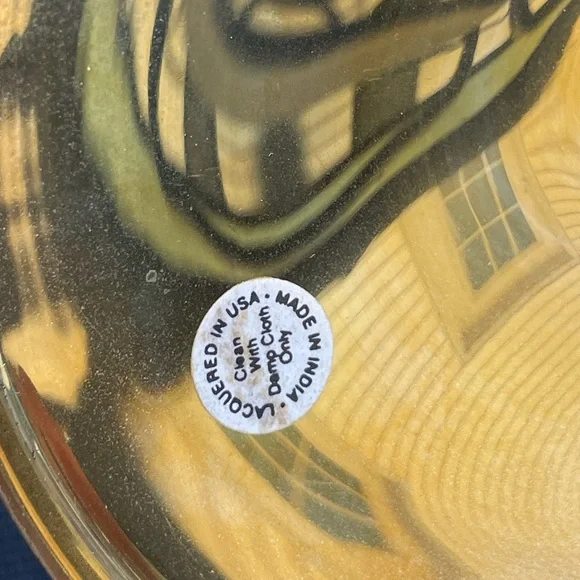 LACQUERED IN USA • MADE IN INDIA •
Clean
With
Damp Cloth
Only